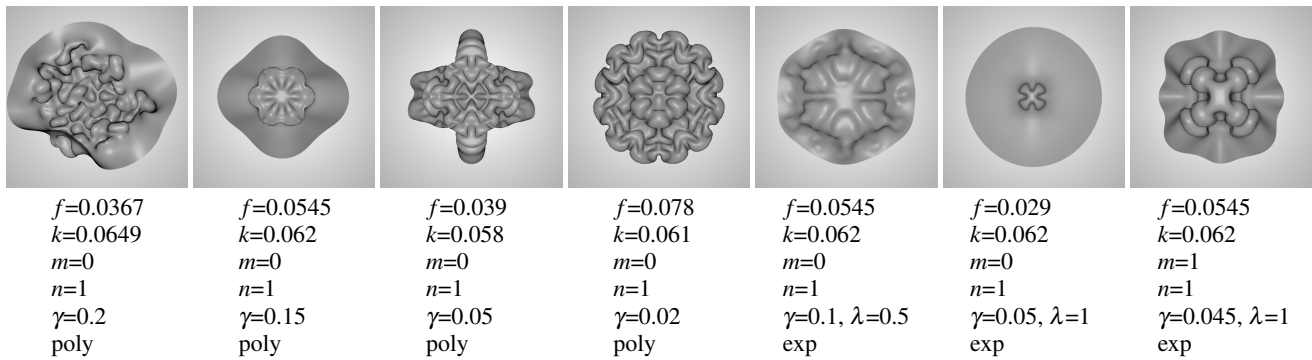 f=0.0367 f=0.0545 f=0.039 f=0.078 f=0.0545 f=0.029 f=0.0545
k=0.0649 k=0.062 k=0.058 k=0.061 k=0.062 k=0.062 k=0.062
m=0 m=0 m=0 m=0 m=0 m=0 m=1
n=1 n=1 n=1 n=1 n=1 n=1 n=1
γ=0.2 γ=0.15 γ=0.05 γ=0.02 γ=0.1, λ=0.5 γ=0.05, λ=1 γ=0.045, λ=1
poly poly poly poly exp exp exp